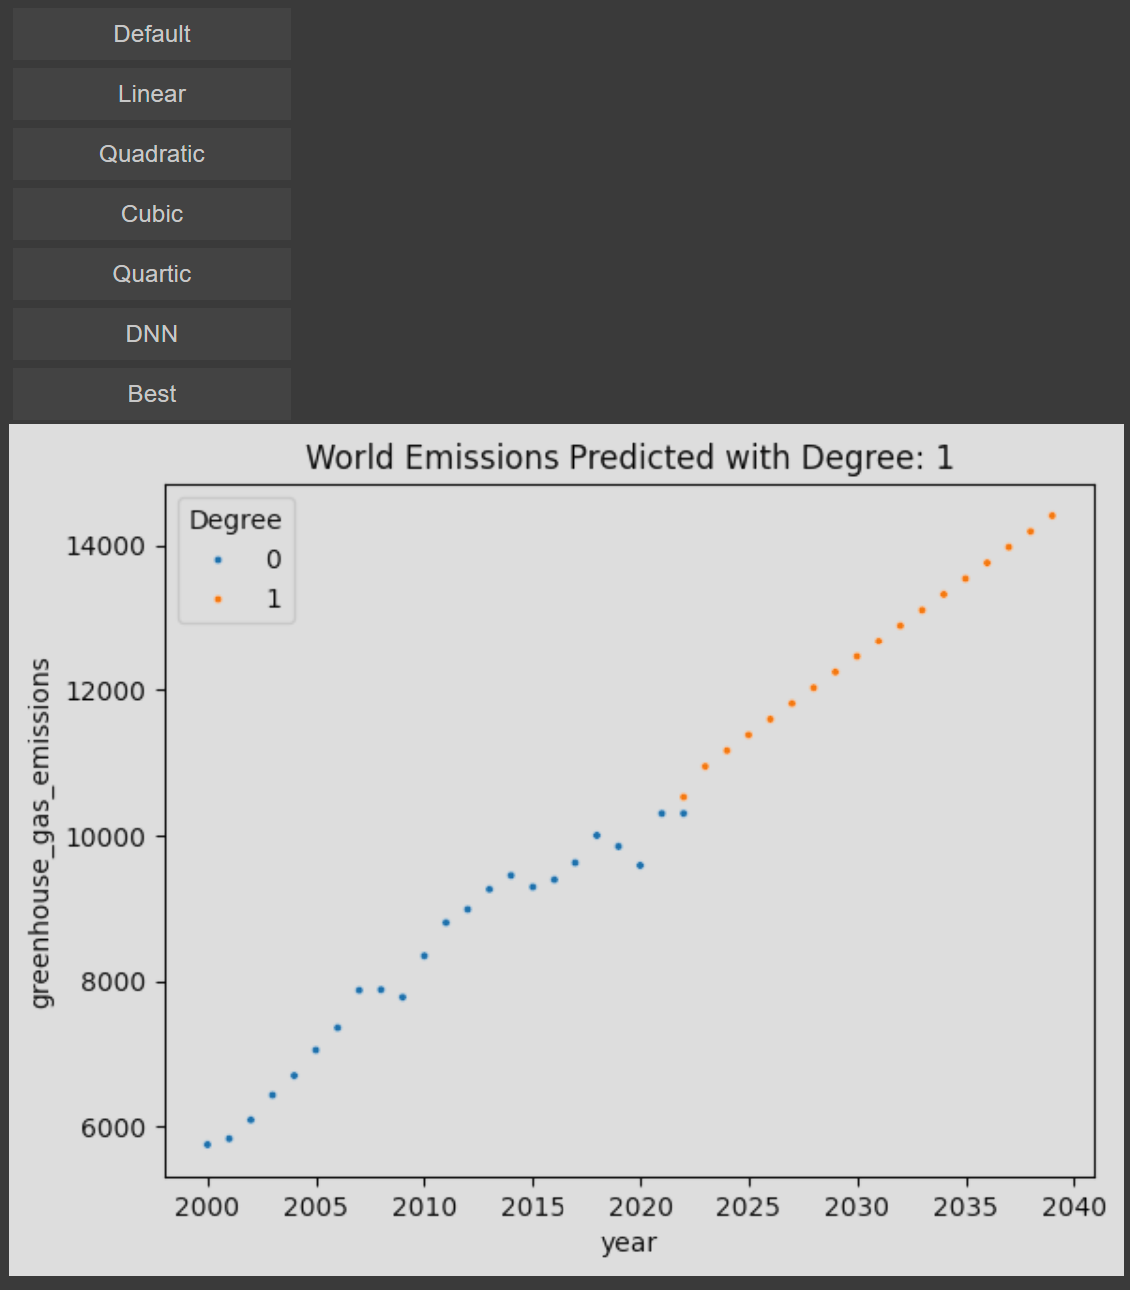 Default
Linear
Quadratic
Cubic
Quartic
DNN
Best
World Emissions Predicted with Degree: 1
Degree
0
1
14000
12000
10000
8000
6000
greenhouse_gas_emissions
2000 2005 2010 2015 2020 2025 2030 2035 2040
year